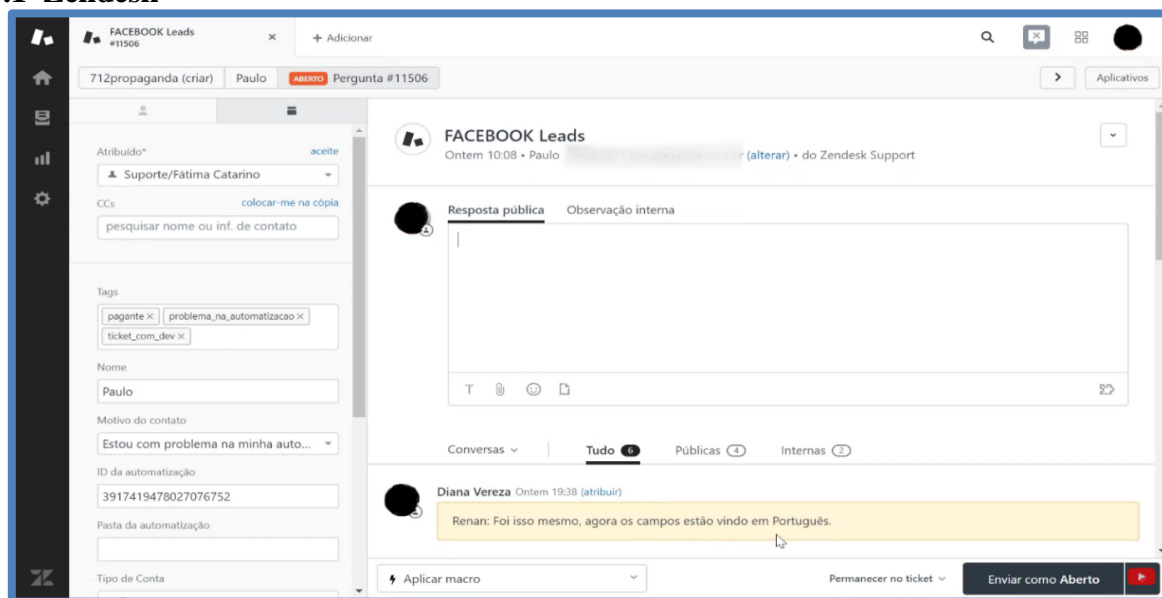 .1 Zendesk
FACEBOOK Leads
#11506
×
+ Adicionar
712propaganda (criar)
Paulo
ABERTO Pergunta #11506
Aplicativos
Atribuído*
aceite
Suporte/Fátima Catarino
CCs
colocar-me na cópia
pesquisar nome ou inf. de contato
Tags
pagante ×
problema_na_automatizacao ×
ticket_com_dev ×
Nome
Paulo
Motivo do contato
Estou com problema na minha auto...
ID da automatização
3917419478027076752
Pasta da automatização
Tipo de Conta
FACEBOOK Leads
Ontem 10:08 • Paulo (alterar) • do Zendesk Support
Resposta pública
Observação interna
T
Conversas
Tudo 6
Públicas 4
Internas 2
Diana Vereza Ontem 19:38 (atribuir)
Renan: Foi isso mesmo, agora os campos estão vindo em Português.
Aplicar macro
Permanecer no ticket
Enviar como Aberto